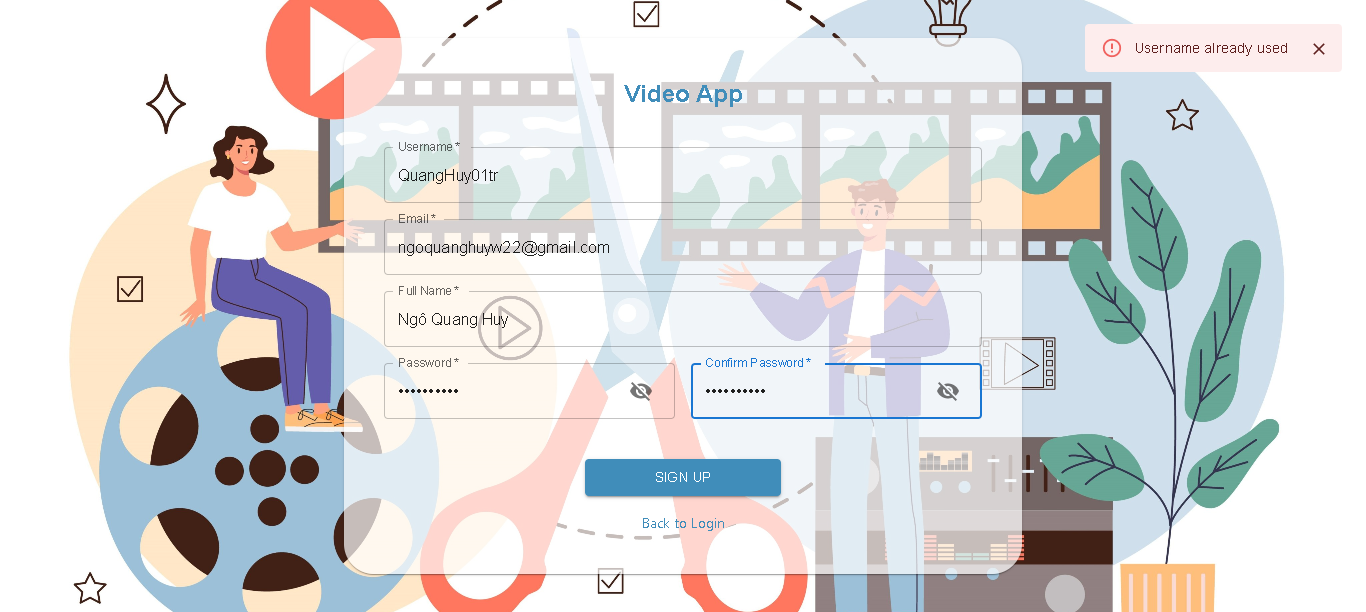 Username already used
Video App
Username *
QuangHuy01tr
Email *
ngoquanghuyw22@gmail.com
Full Name *
Ngô Quang Huy
Password *
••••••••••
Confirm Password *
••••••••••
SIGN UP
Back to Login